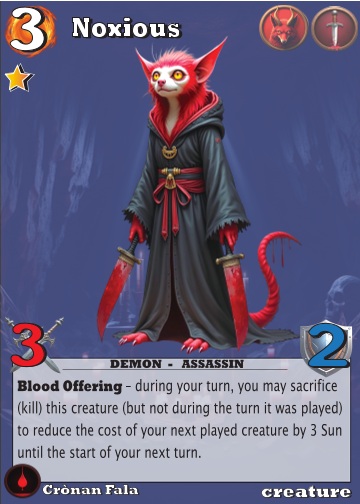 3 Noxious
3
2
DEMON - ASSASSIN
Blood Offering – during your turn, you may sacrifice
(kill) this creature (but not during the turn it was played)
to reduce the cost of your next played creature by 3 Sun
until the start of your next turn.
Crònan Fala
creature